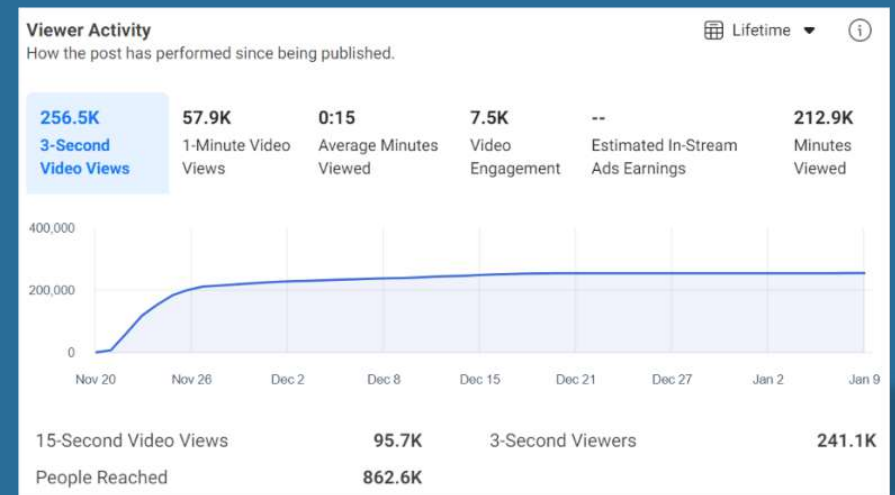 Viewer Activity
Lifetime
How the post has performed since being published.
256.5K
3-Second
Video Views
57.9K
1-Minute Video
Views
0:15
Average Minutes
Viewed
7.5K
Video
Engagement
--
Estimated In-Stream
Ads Earnings
212.9K
Minutes
Viewed
400,000
200,000
0
Nov 20
Nov 26
Dec 2
Dec 8
Dec 15
Dec 21
Dec 27
Jan 2
Jan 9
15-Second Video Views 95.7K
3-Second Viewers 241.1K
People Reached 862.6K